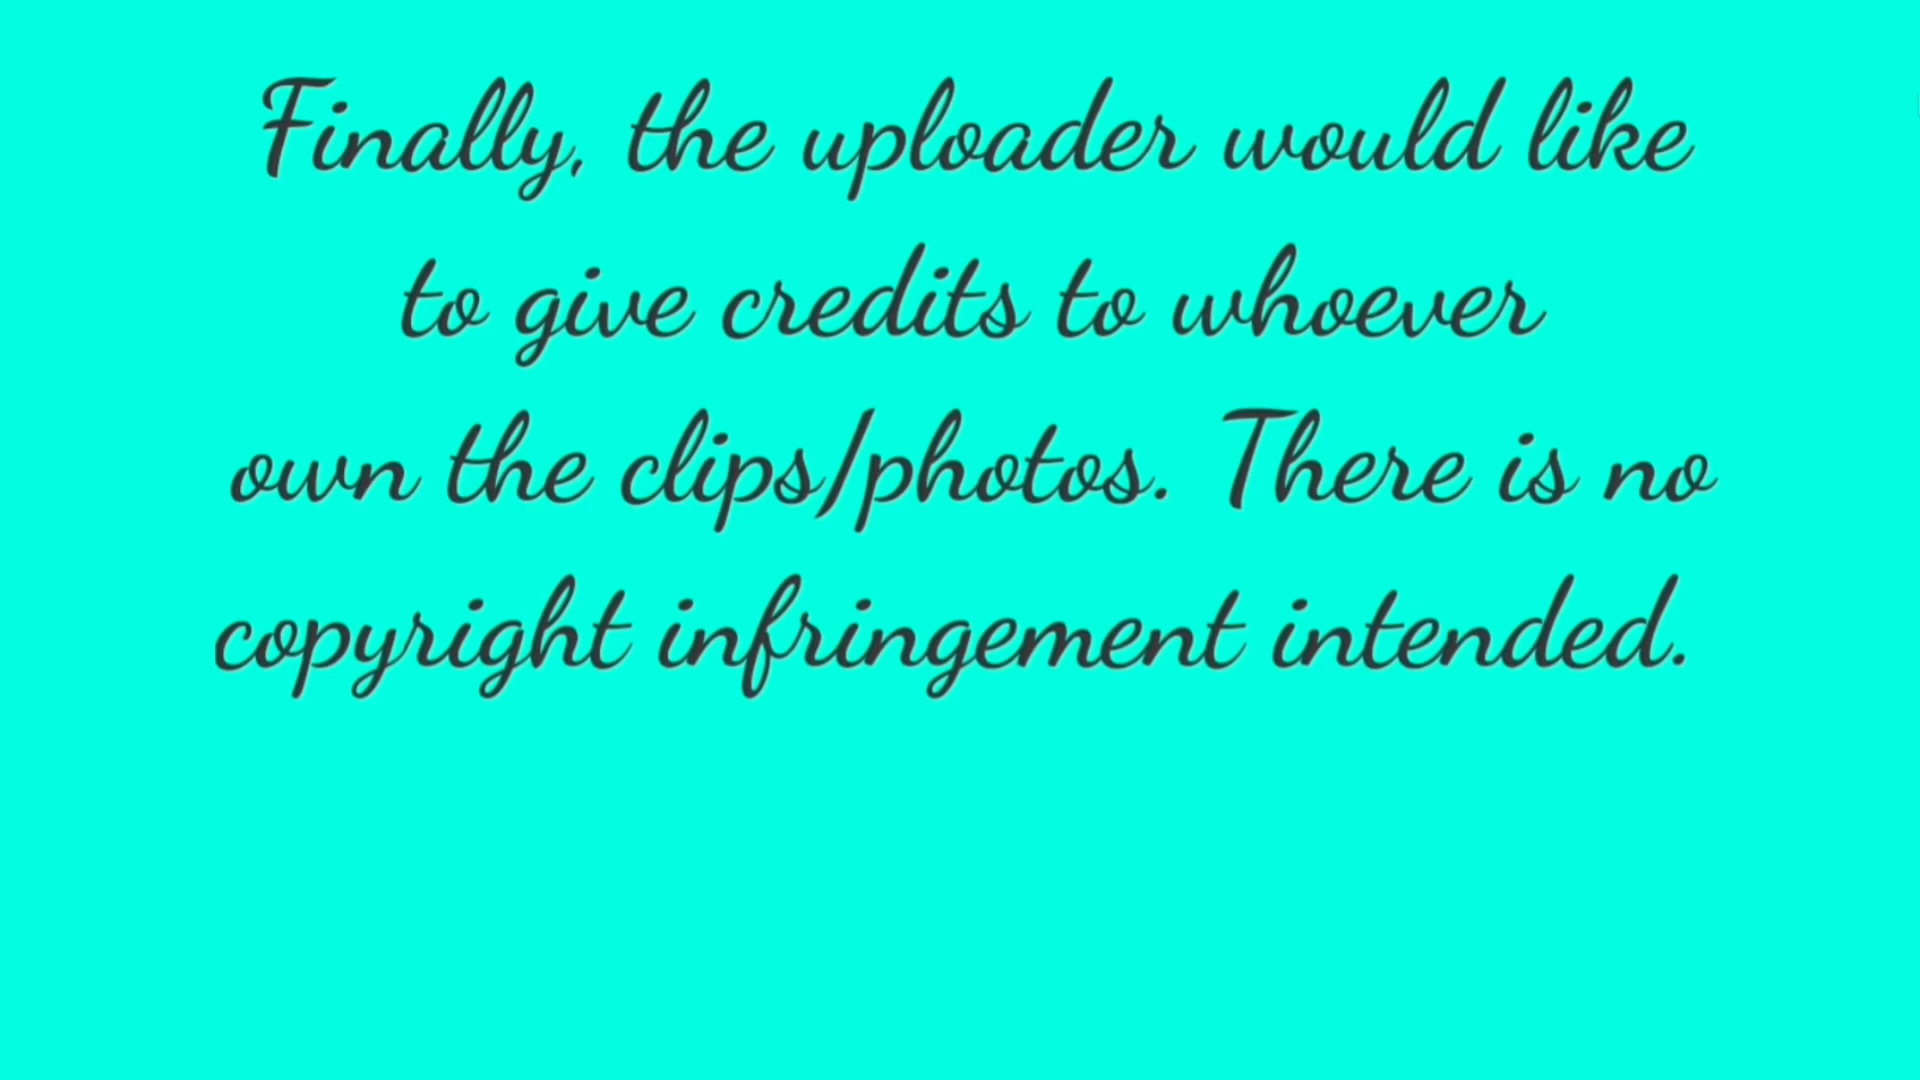 Finally, the uploader would like
to give credits to whoever
own the clips/photos. There is no
copyright infringement intended.